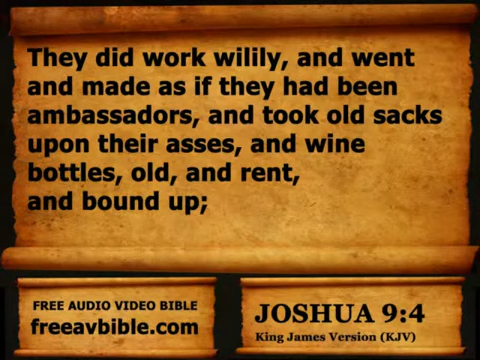 They did work wilily, and went
and made as if they had been
ambassadors, and took old sacks
upon their asses, and wine
bottles, old, and rent,
and bound up;
FREE AUDIO VIDEO BIBLE
freeavbible.com
JOSHUA 9:4
King James Version (KJV)